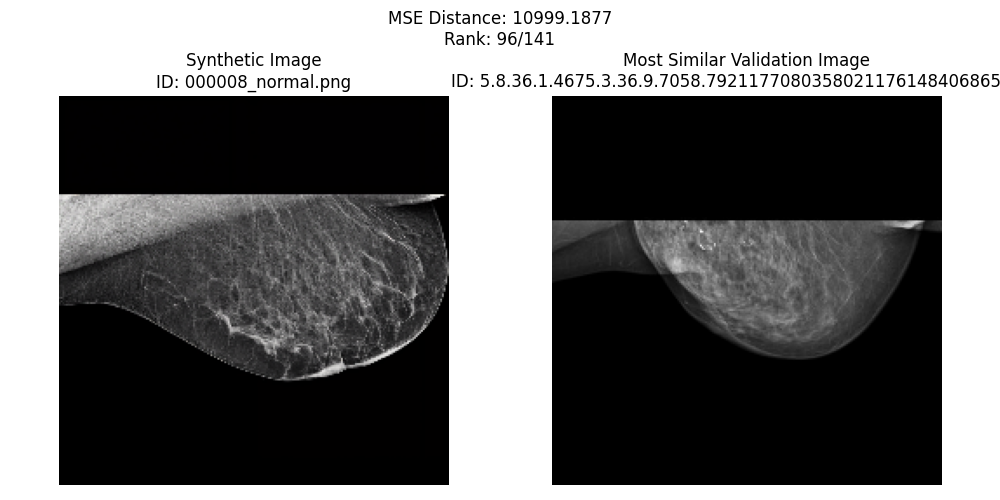 MSE Distance: 10999.1877
Rank: 96/141
Synthetic Image
ID: 000008_normal.png
Most Similar Validation Image
ID: 5.8.36.1.4675.3.36.9.7058.79211770803580211176148406865